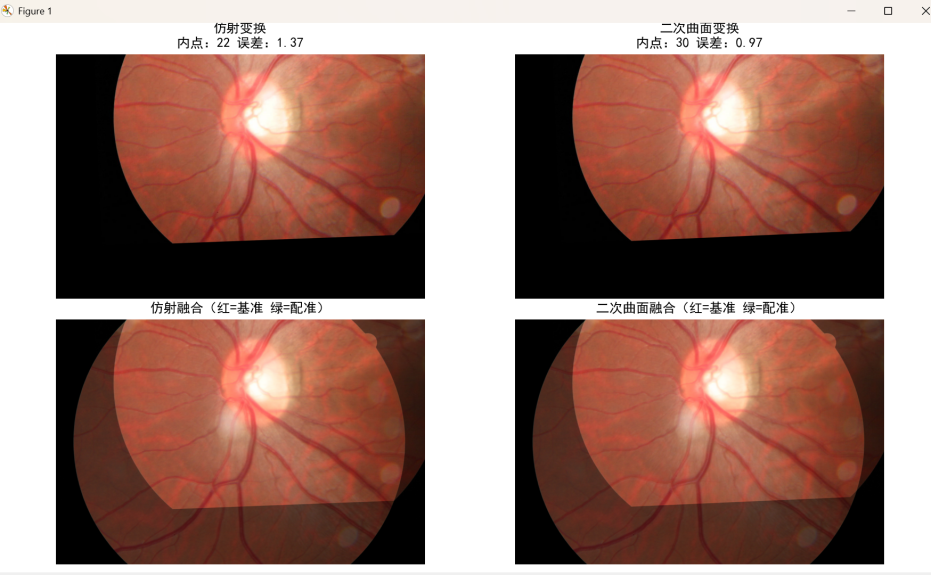 Figure 1
仿射变换
内点：22 误差：1.37
二次曲面变换
内点：30 误差：0.97
仿射融合（红=基准 绿=配准）
二次曲面融合（红=基准 绿=配准）